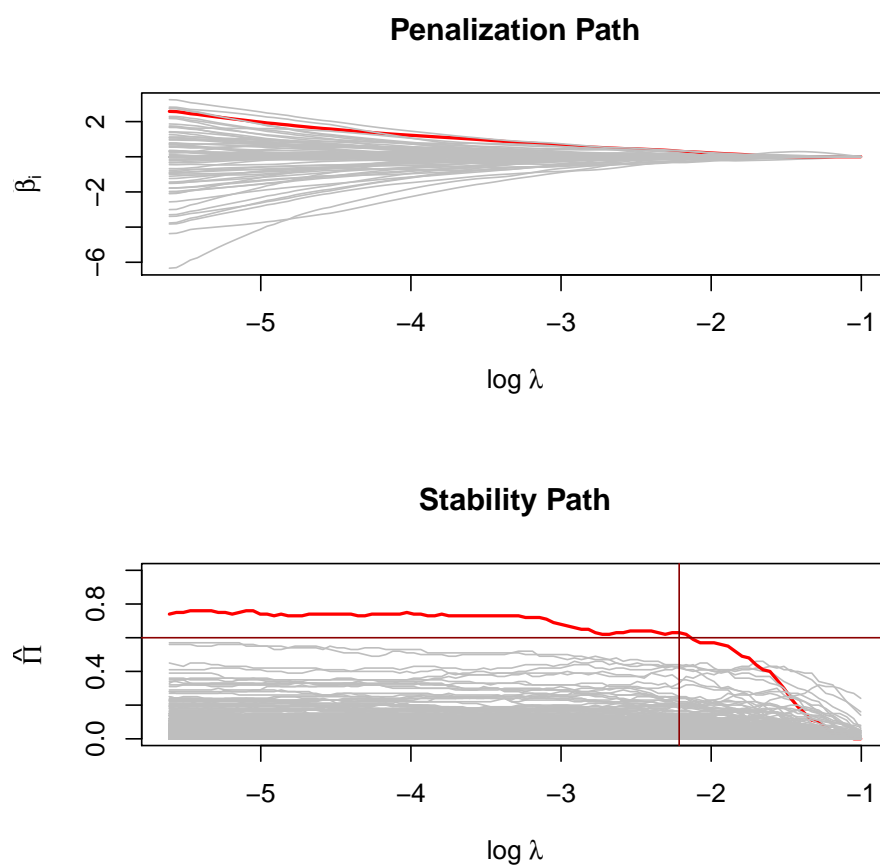 Penalization Path
2
−2
−6
β̂i
−5 −4 −3 −2 −1
log λ
Stability Path
0.8
0.4
0.0
Π̂
−5 −4 −3 −2 −1
log λ